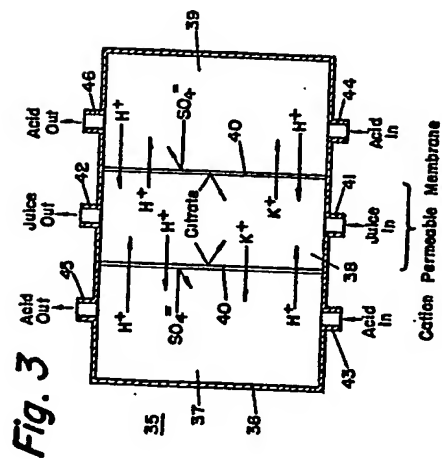 Fig. 3
Acid Out
45
Juice Out
42
Acid Out
46
H+
H+
H+
H+
H+
SO4=
SO4=
Citrate
K+
K+
H+
H+
40
40
35
37
36
38
39
43
Acid In
41
Juice In
44
Acid In
Cation Permeable Membrane